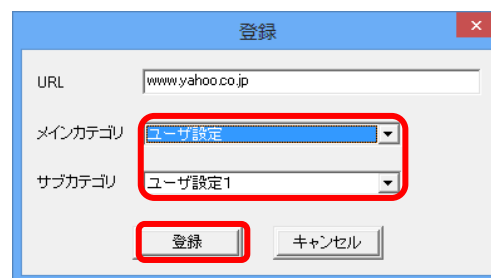 登録
URL www.yahoo.co.jp
メインカテゴリ ユーザ設定
サブカテゴリ ユーザ設定1
登録 キャンセル